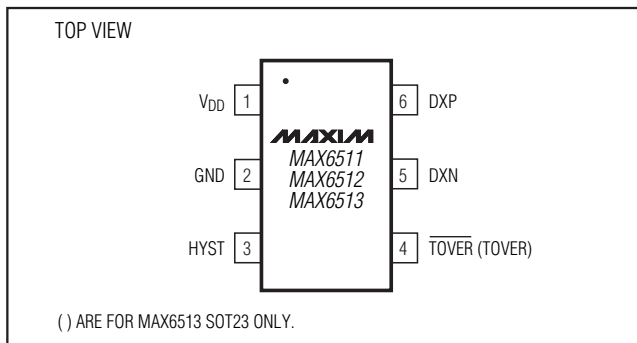 TOP VIEW
VDD 1
6 DXP
MAXIM
MAX6511
MAX6512
MAX6513
GND 2
5 DXN
HYST 3
4 TOVER (TOVER)
( ) ARE FOR MAX6513 SOT23 ONLY.